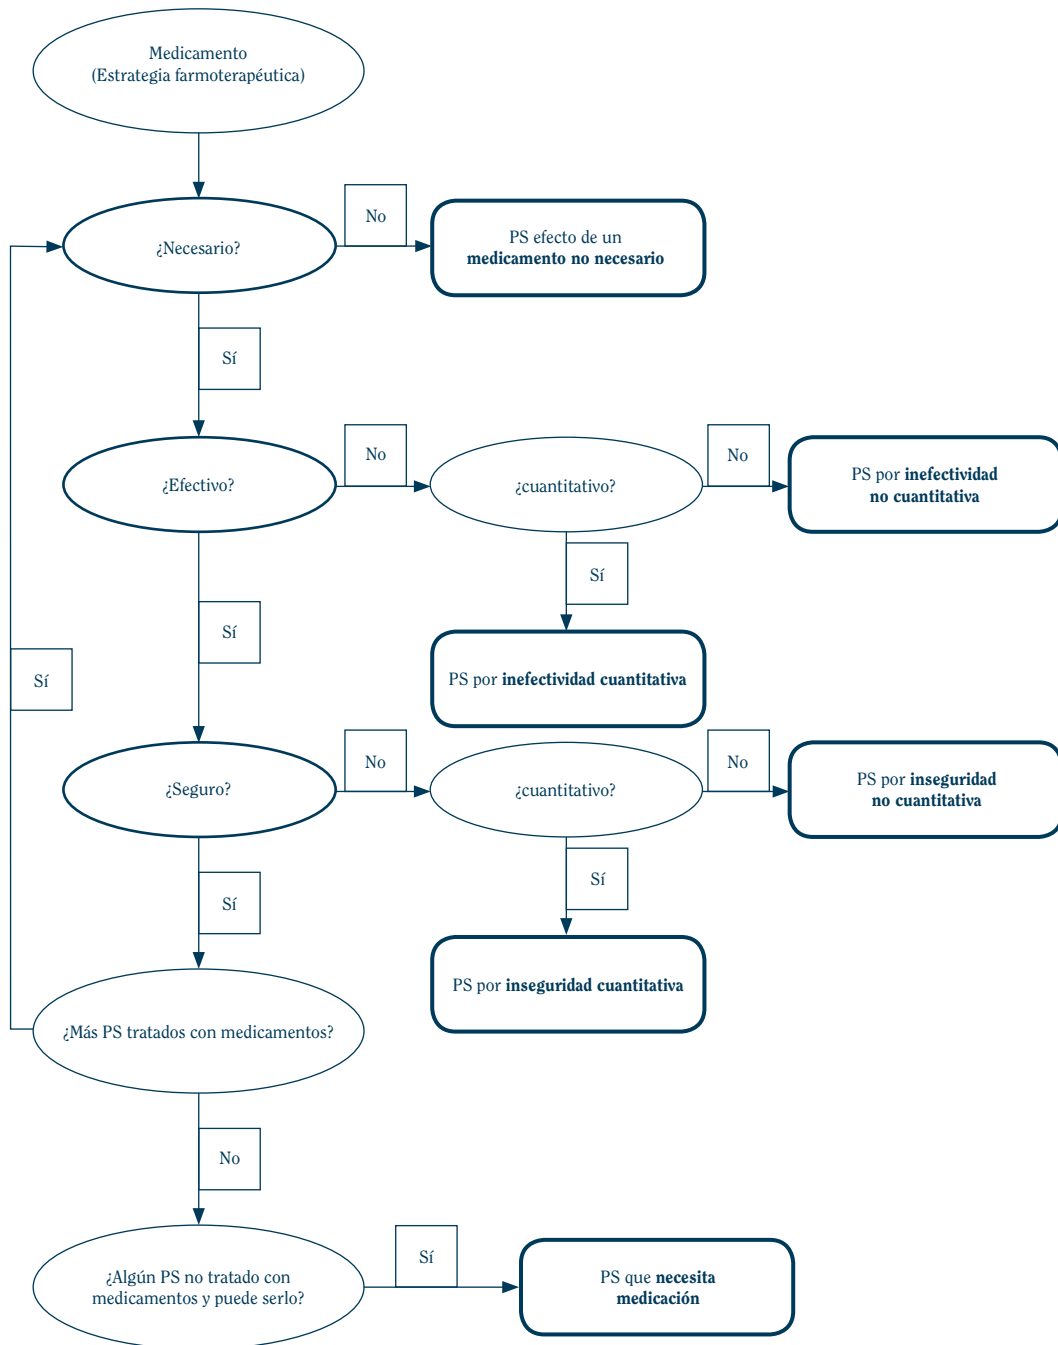 Medicamento
(Estrategia farmoterapéutica)
¿Necesario?
No
PS efecto de un
medicamento no necesario
Sí
¿Efectivo?
No
¿cuantitativo?
No
PS por inefectividad
no cuantitativa
Sí
PS por inefectividad cuantitativa
Sí
Sí
¿Seguro?
No
¿cuantitativo?
No
PS por inseguridad
no cuantitativa
Sí
PS por inseguridad cuantitativa
Sí
¿Más PS tratados con medicamentos?
No
¿Algún PS no tratado con
medicamentos y puede serlo?
Sí
PS que necesita
medicación